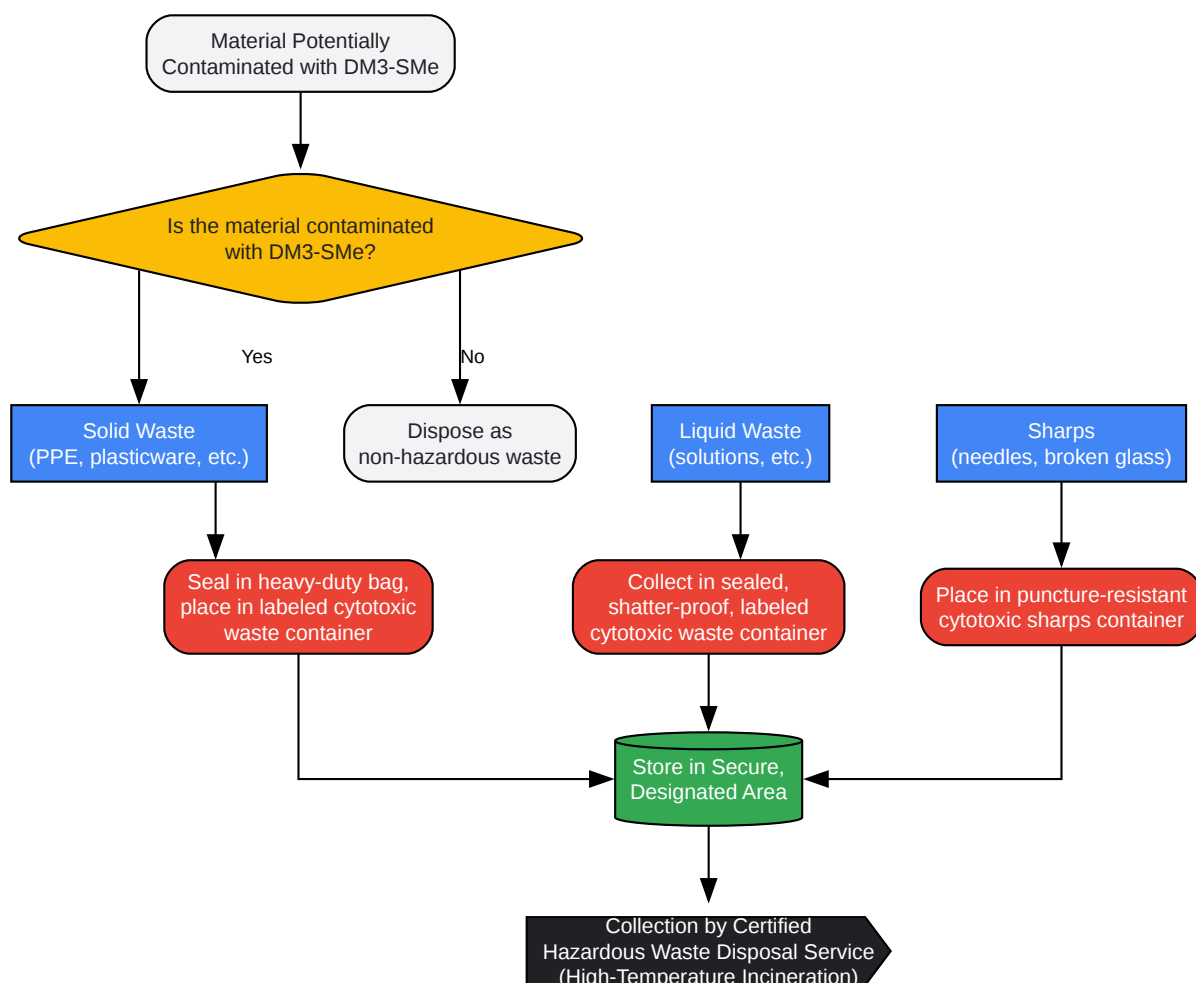 Material Potentially
Contaminated with DM3-SMe
Is the material contaminated
with DM3-SMe?
Yes
No
Solid Waste
(PPE, plasticware, etc.)
Dispose as
non-hazardous waste
Liquid Waste
(solutions, etc.)
Sharps
(needles, broken glass)
Seal in heavy-duty bag,
place in labeled cytotoxic
waste container
Collect in sealed,
shatter-proof, labeled
cytotoxic waste container
Place in puncture-resistant
cytotoxic sharps container
Store in Secure,
Designated Area
Collection by Certified
Hazardous Waste Disposal Service
(High-Temperature Incineration)